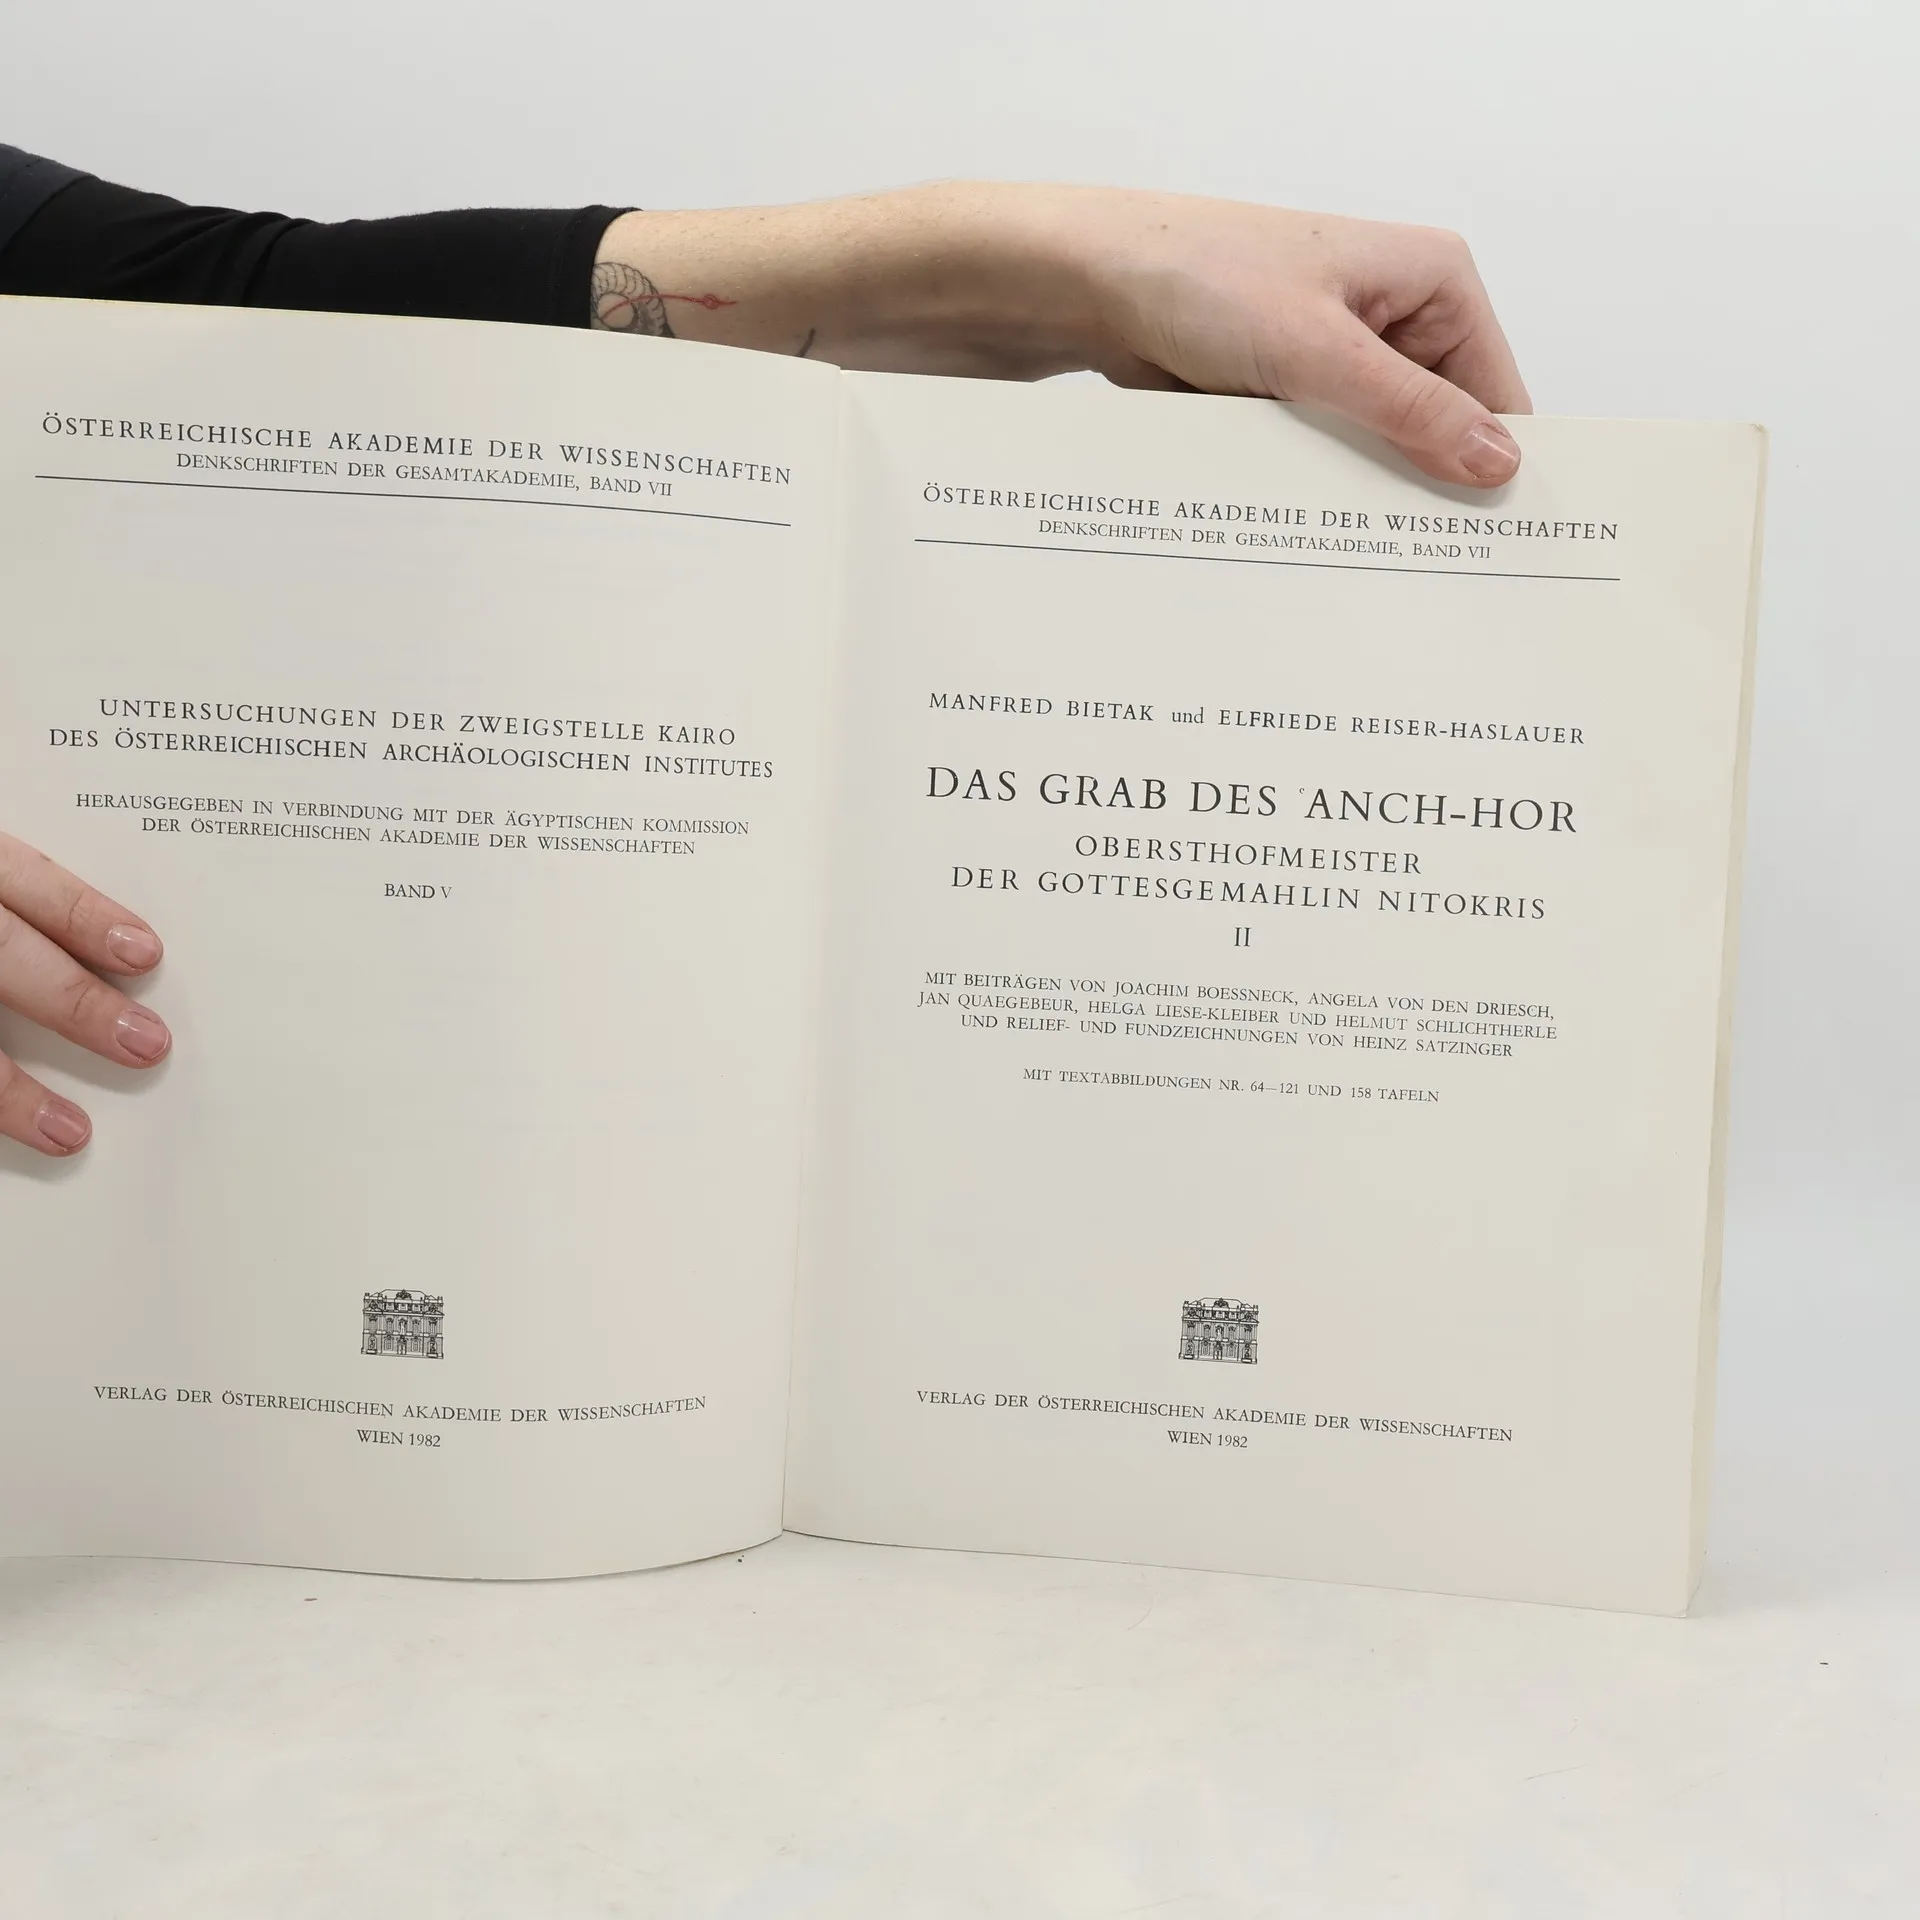 ÖSTERREICHISCHE AKADEMIE DER WISSENSCHAFTEN
DENKSCHRIFTEN DER GESAMTAKADEMIE, BAND VII
UNTERSUCHUNGEN DER ZWEIGSTELLE KAIRO
DES ÖSTERREICHISCHEN ARCHÄOLOGISCHEN INSTITUTES
HERAUSGEGEBEN IN VERBINDUNG MIT DER ÄGYPTISCHEN KOMMISSION
DER ÖSTERREICHISCHEN AKADEMIE DER WISSENSCHAFTEN
BAND V
VERLAG DER ÖSTERREICHISCHEN AKADEMIE DER WISSENSCHAFTEN
WIEN 1982
ÖSTERREICHISCHE AKADEMIE DER WISSENSCHAFTEN
DENKSCHRIFTEN DER GESAMTAKADEMIE, BAND VII
MANFRED BIETAK und ELFRIEDE REISER-HASLAUER
DAS GRAB DES ʿANCH-HOR
OBERSTHOFMEISTER
DER GOTTESGEMAHLIN NITOKRIS
II
MIT BEITRÄGEN VON JOACHIM BOESSNECK, ANGELA VON DEN DRIESCH,
JAN QUAEGEBEUR, HELGA LIESE-KLEIBER UND HELMUT SCHLICHTHERLE
UND RELIEF- UND FUNDZEICHNUNGEN VON HEINZ SATZINGER
MIT TEXTABBILDUNGEN NR. 64—121 UND 158 TAFELN
VERLAG DER ÖSTERREICHISCHEN AKADEMIE DER WISSENSCHAFTEN
WIEN 1982